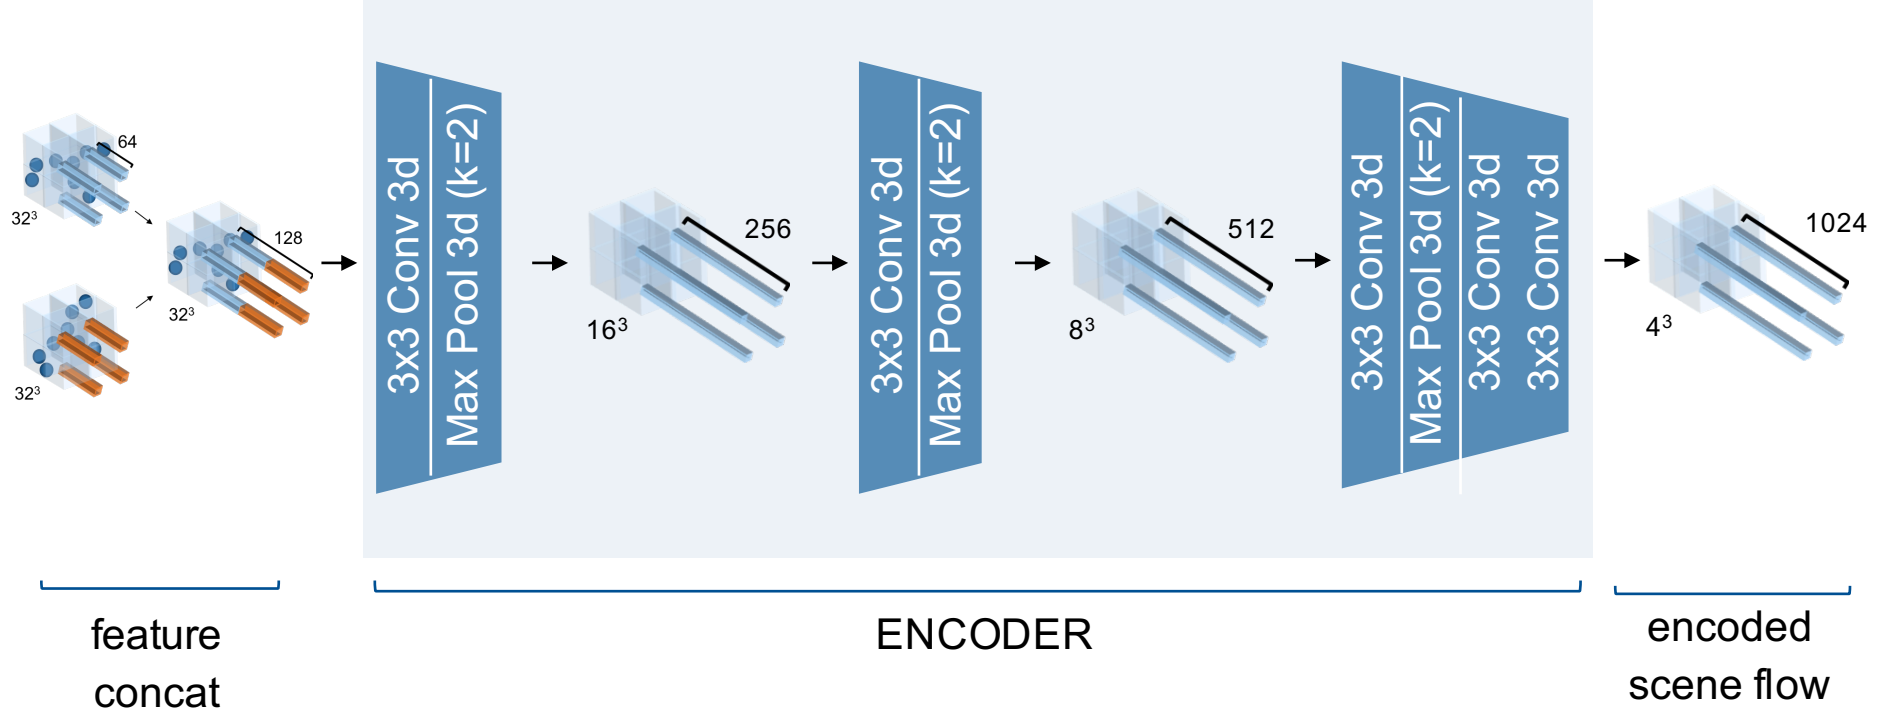 64
32³
32³
128
32³
3x3 Conv 3d
Max Pool 3d (k=2)
256
16³
3x3 Conv 3d
Max Pool 3d (k=2)
512
8³
3x3 Conv 3d
Max Pool 3d (k=2)
3x3 Conv 3d
3x3 Conv 3d
1024
4³
feature
concat
ENCODER
encoded
scene flow